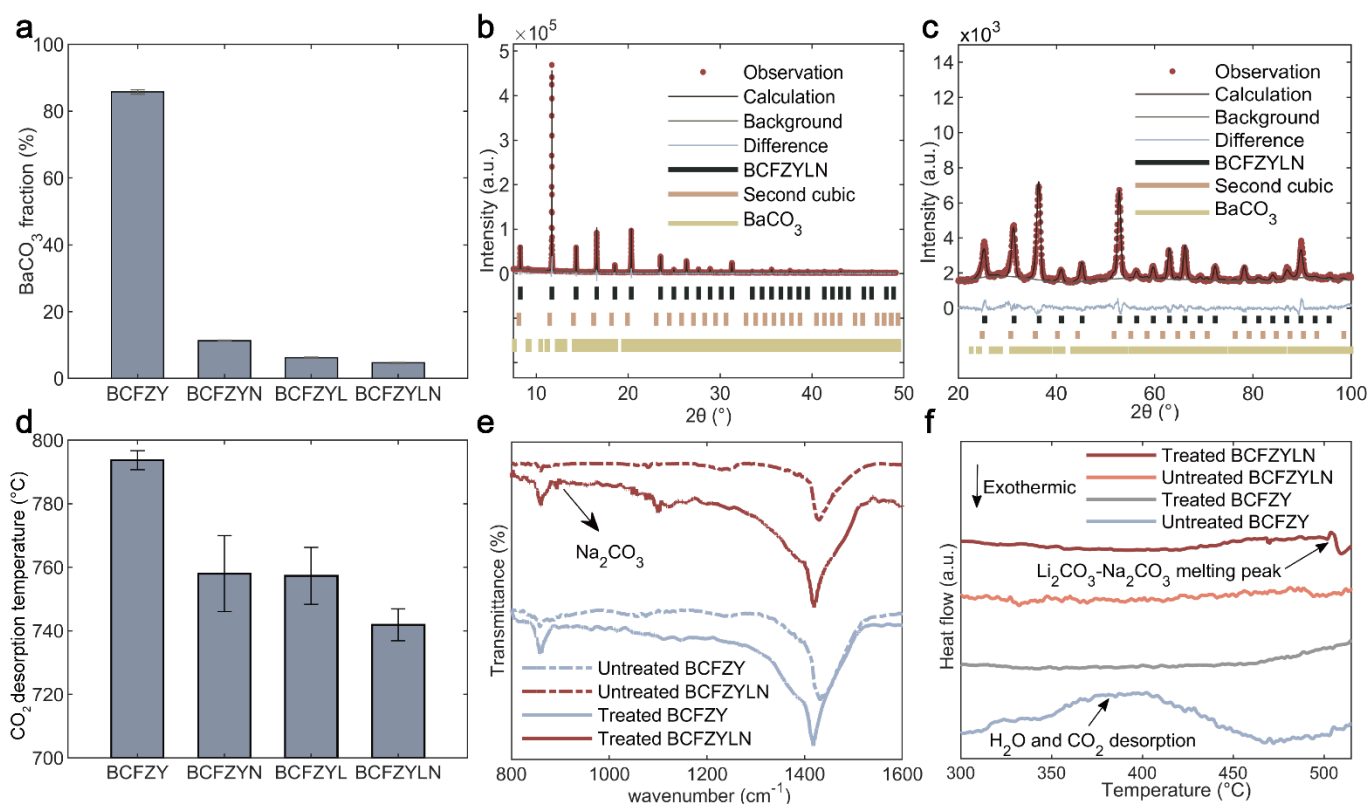 a
BaCO3 fraction (%)
100
80
60
40
20
0
BCFZY BCFZYN BCFZYL BCFZYLN
b
×10⁵
Intensity (a.u.)
5
4
3
2
1
0
Observation
Calculation
Background
Difference
BCFZYLN
Second cubic
BaCO₃
10 20 30 40 50
2θ (°)
c
×10³
Intensity (a.u.)
14
12
10
8
6
4
2
0
Observation
Calculation
Background
Difference
BCFZYLN
Second cubic
BaCO₃
20 40 60 80 100
2θ (°)
d
CO₂ desorption temperature (°C)
800
780
760
740
720
700
BCFZY BCFZYN BCFZYL BCFZYLN
e
Transmittance (%)
Na₂CO₃
Untreated BCFZY
Untreated BCFZYLN
Treated BCFZY
Treated BCFZYLN
800 1000 1200 1400 1600
wavenumber (cm⁻¹)
f
Heat flow (a.u.)
Exothermic
Treated BCFZYLN
Untreated BCFZYLN
Treated BCFZY
Untreated BCFZY
Li₂CO₃-Na₂CO₃ melting peak
H₂O and CO₂ desorption
300 350 400 450 500
Temperature (°C)